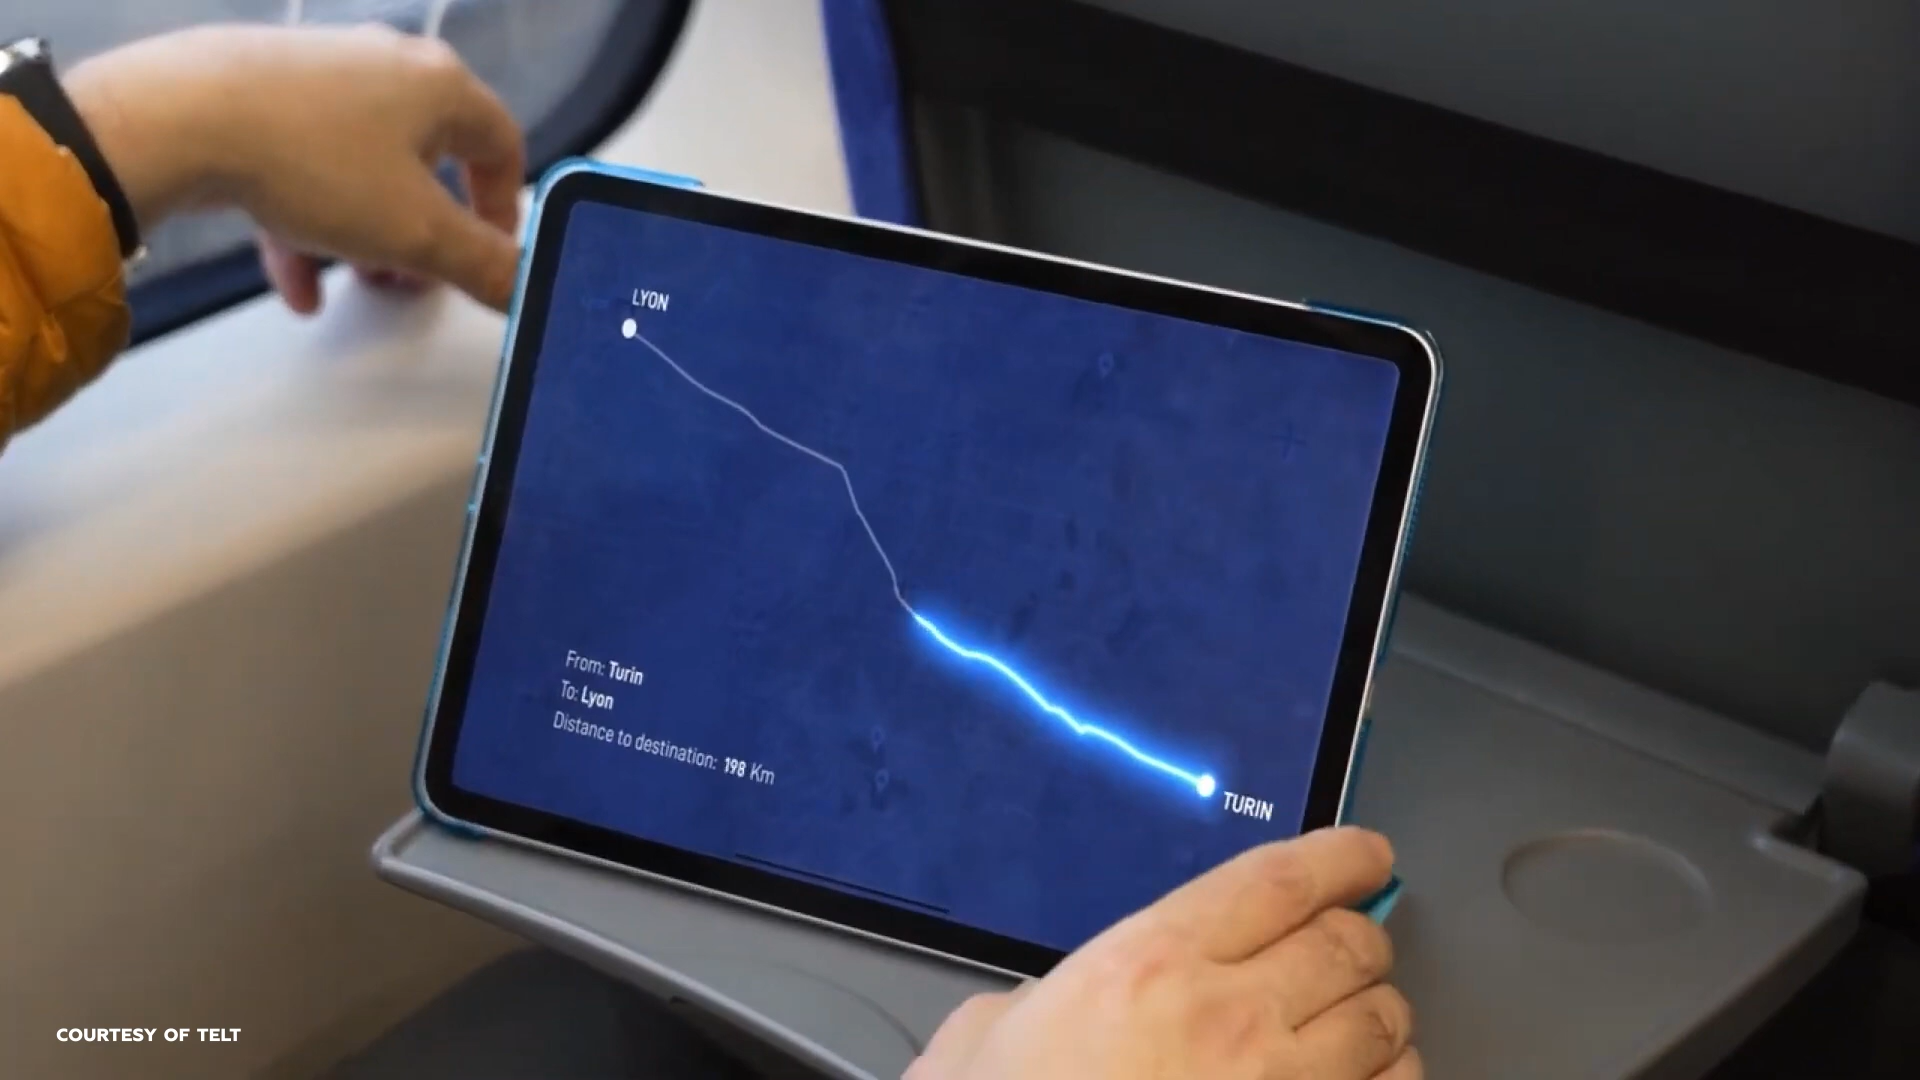 LYON
From: Turin
To: Lyon
Distance to destination: 198 Km
TURIN
COURTESY OF TELT